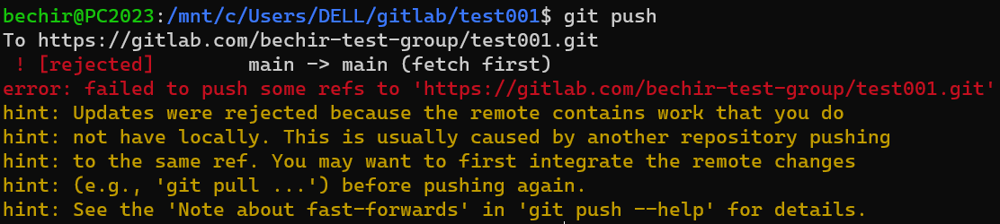 bechir@PC2023:/mnt/c/Users/DELL/gitlab/test001$ git push
To https://gitlab.com/bechir-test-group/test001.git
 ! [rejected]        main -> main (fetch first)
error: failed to push some refs to 'https://gitlab.com/bechir-test-group/test001.git'
hint: Updates were rejected because the remote contains work that you do
hint: not have locally. This is usually caused by another repository pushing
hint: to the same ref. You may want to first integrate the remote changes
hint: (e.g., 'git pull ...') before pushing again.
hint: See the 'Note about fast-forwards' in 'git push --help' for details.